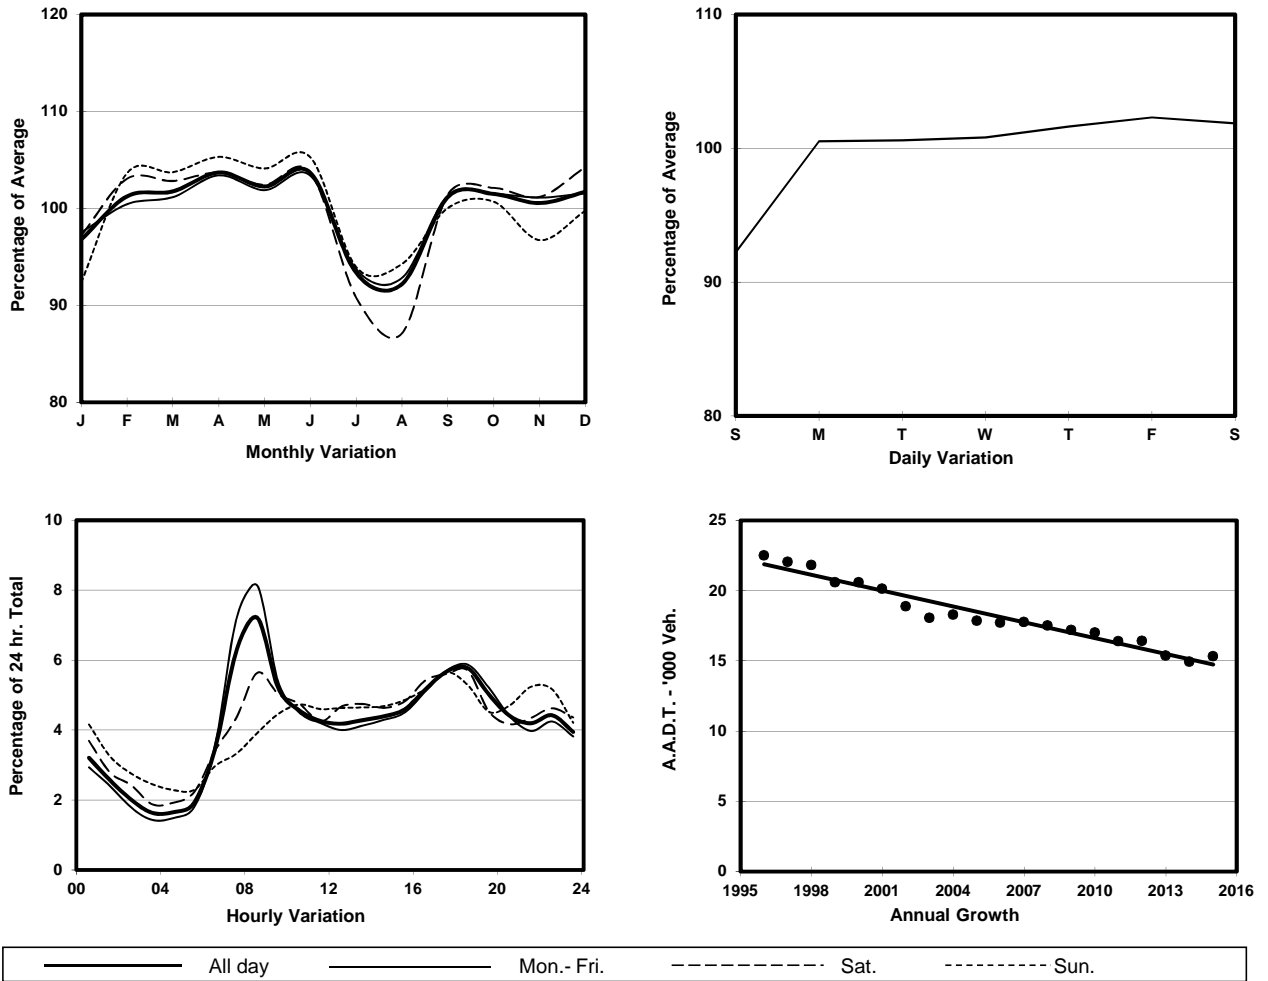 120
110
100
90
80
Percentage of Average
J F M A M J J A S O N D
Monthly Variation
110
100
90
80
Percentage of Average
S M T W T F S
Daily Variation
10
8
6
4
2
0
Percentage of 24 hr. Total
00 04 08 12 16 20 24
Hourly Variation
25
20
15
10
5
0
A.A.D.T. - '000 Veh.
1995 1998 2001 2004 2007 2010 2013 2016
Annual Growth
All day Mon.- Fri. Sat. Sun.